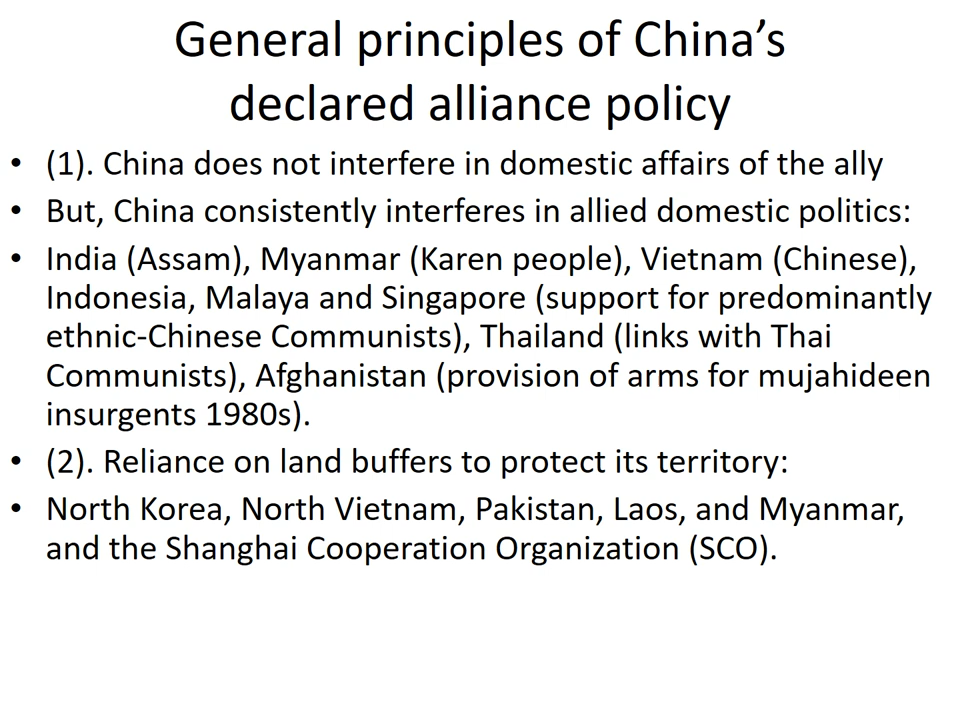 General principles of China’s
declared alliance policy
• (1). China does not interfere in domestic affairs of the ally
• But, China consistently interferes in allied domestic politics:
• India (Assam), Myanmar (Karen people), Vietnam (Chinese),
Indonesia, Malaya and Singapore (support for predominantly
ethnic-Chinese Communists), Thailand (links with Thai
Communists), Afghanistan (provision of arms for mujahideen
insurgents 1980s).
• (2). Reliance on land buffers to protect its territory:
• North Korea, North Vietnam, Pakistan, Laos, and Myanmar,
and the Shanghai Cooperation Organization (SCO).